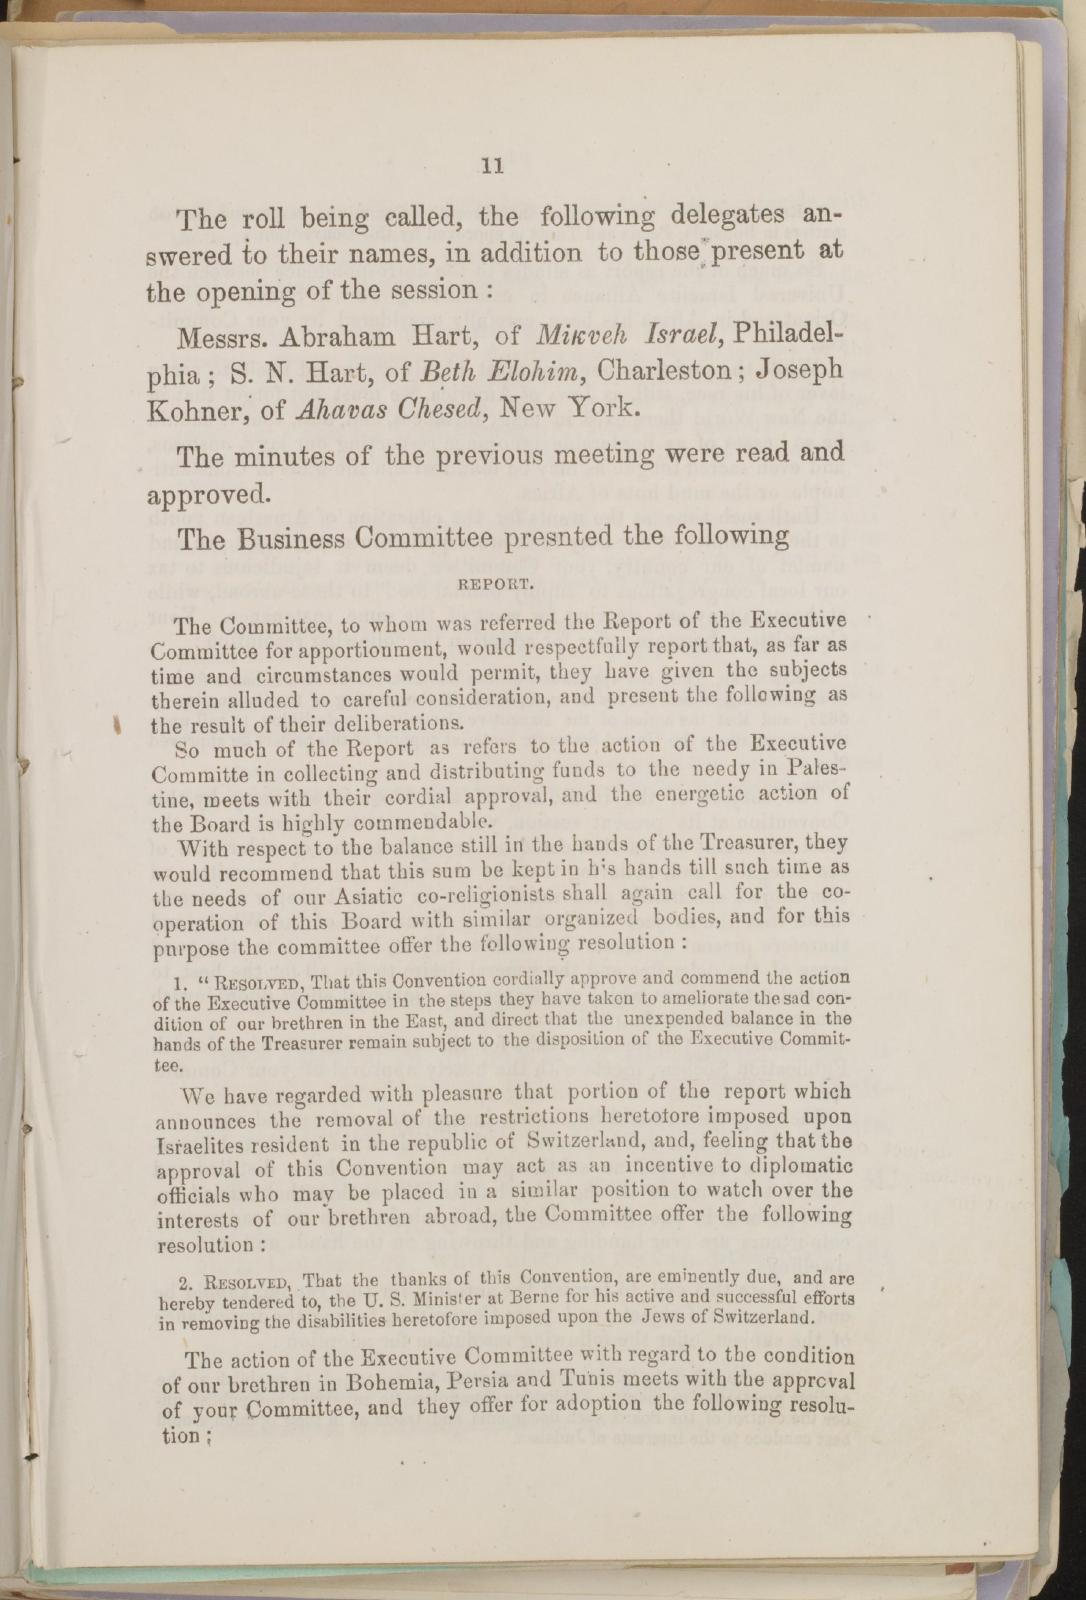 11
The roll being called, the following delegates an-
swered to their names, in addition to those present at
the opening of the session :
Messrs. Abraham Hart, of Mikveh Israel, Philadel-
phia ; S. N. Hart, of Beth Elohim, Charleston; Joseph
Kohner, of Ahavas Chesed, New York.
The minutes of the previous meeting were read and
approved.
The Business Committee presnted the following
REPORT.
The Committee, to whom was referred the Report of the Executive
Committee for apportionment, would respectfully report that, as far as
time and circumstances would permit, they have given the subjects
therein alluded to careful consideration, and present the following as
the result of their deliberations.
So much of the Report as refers to the action of the Executive
Committe in collecting and distributing funds to the needy in Pales-
tine, meets with their cordial approval, and the energetic action of
the Board is highly commendable.
With respect to the balance still in the hands of the Treasurer, they
would recommend that this sum be kept in his hands till such time as
the needs of our Asiatic co-religionists shall again call for the co-
operation of this Board with similar organized bodies, and for this
purpose the committee offer the following resolution :
1. “ RESOLVED, That this Convention cordially approve and commend the action
of the Executive Committee in the steps they have taken to ameliorate the sad con-
dition of our brethren in the East, and direct that the unexpended balance in the
hands of the Treasurer remain subject to the disposition of the Executive Commit-
tee.
We have regarded with pleasure that portion of the report which
announces the removal of the restrictions heretofore imposed upon
Israelites resident in the republic of Switzerland, and, feeling that the
approval of this Convention may act as an incentive to diplomatic
officials who may be placed in a similar position to watch over the
interests of our brethren abroad, the Committee offer the following
resolution :
2. RESOLVED, That the thanks of this Convention, are eminently due, and are
hereby tendered to, the U. S. Minister at Berne for his active and successful efforts
in removing the disabilities heretofore imposed upon the Jews of Switzerland.
The action of the Executive Committee with regard to the condition
of our brethren in Bohemia, Persia and Tunis meets with the approval
of your Committee, and they offer for adoption the following resolu-
tion ;